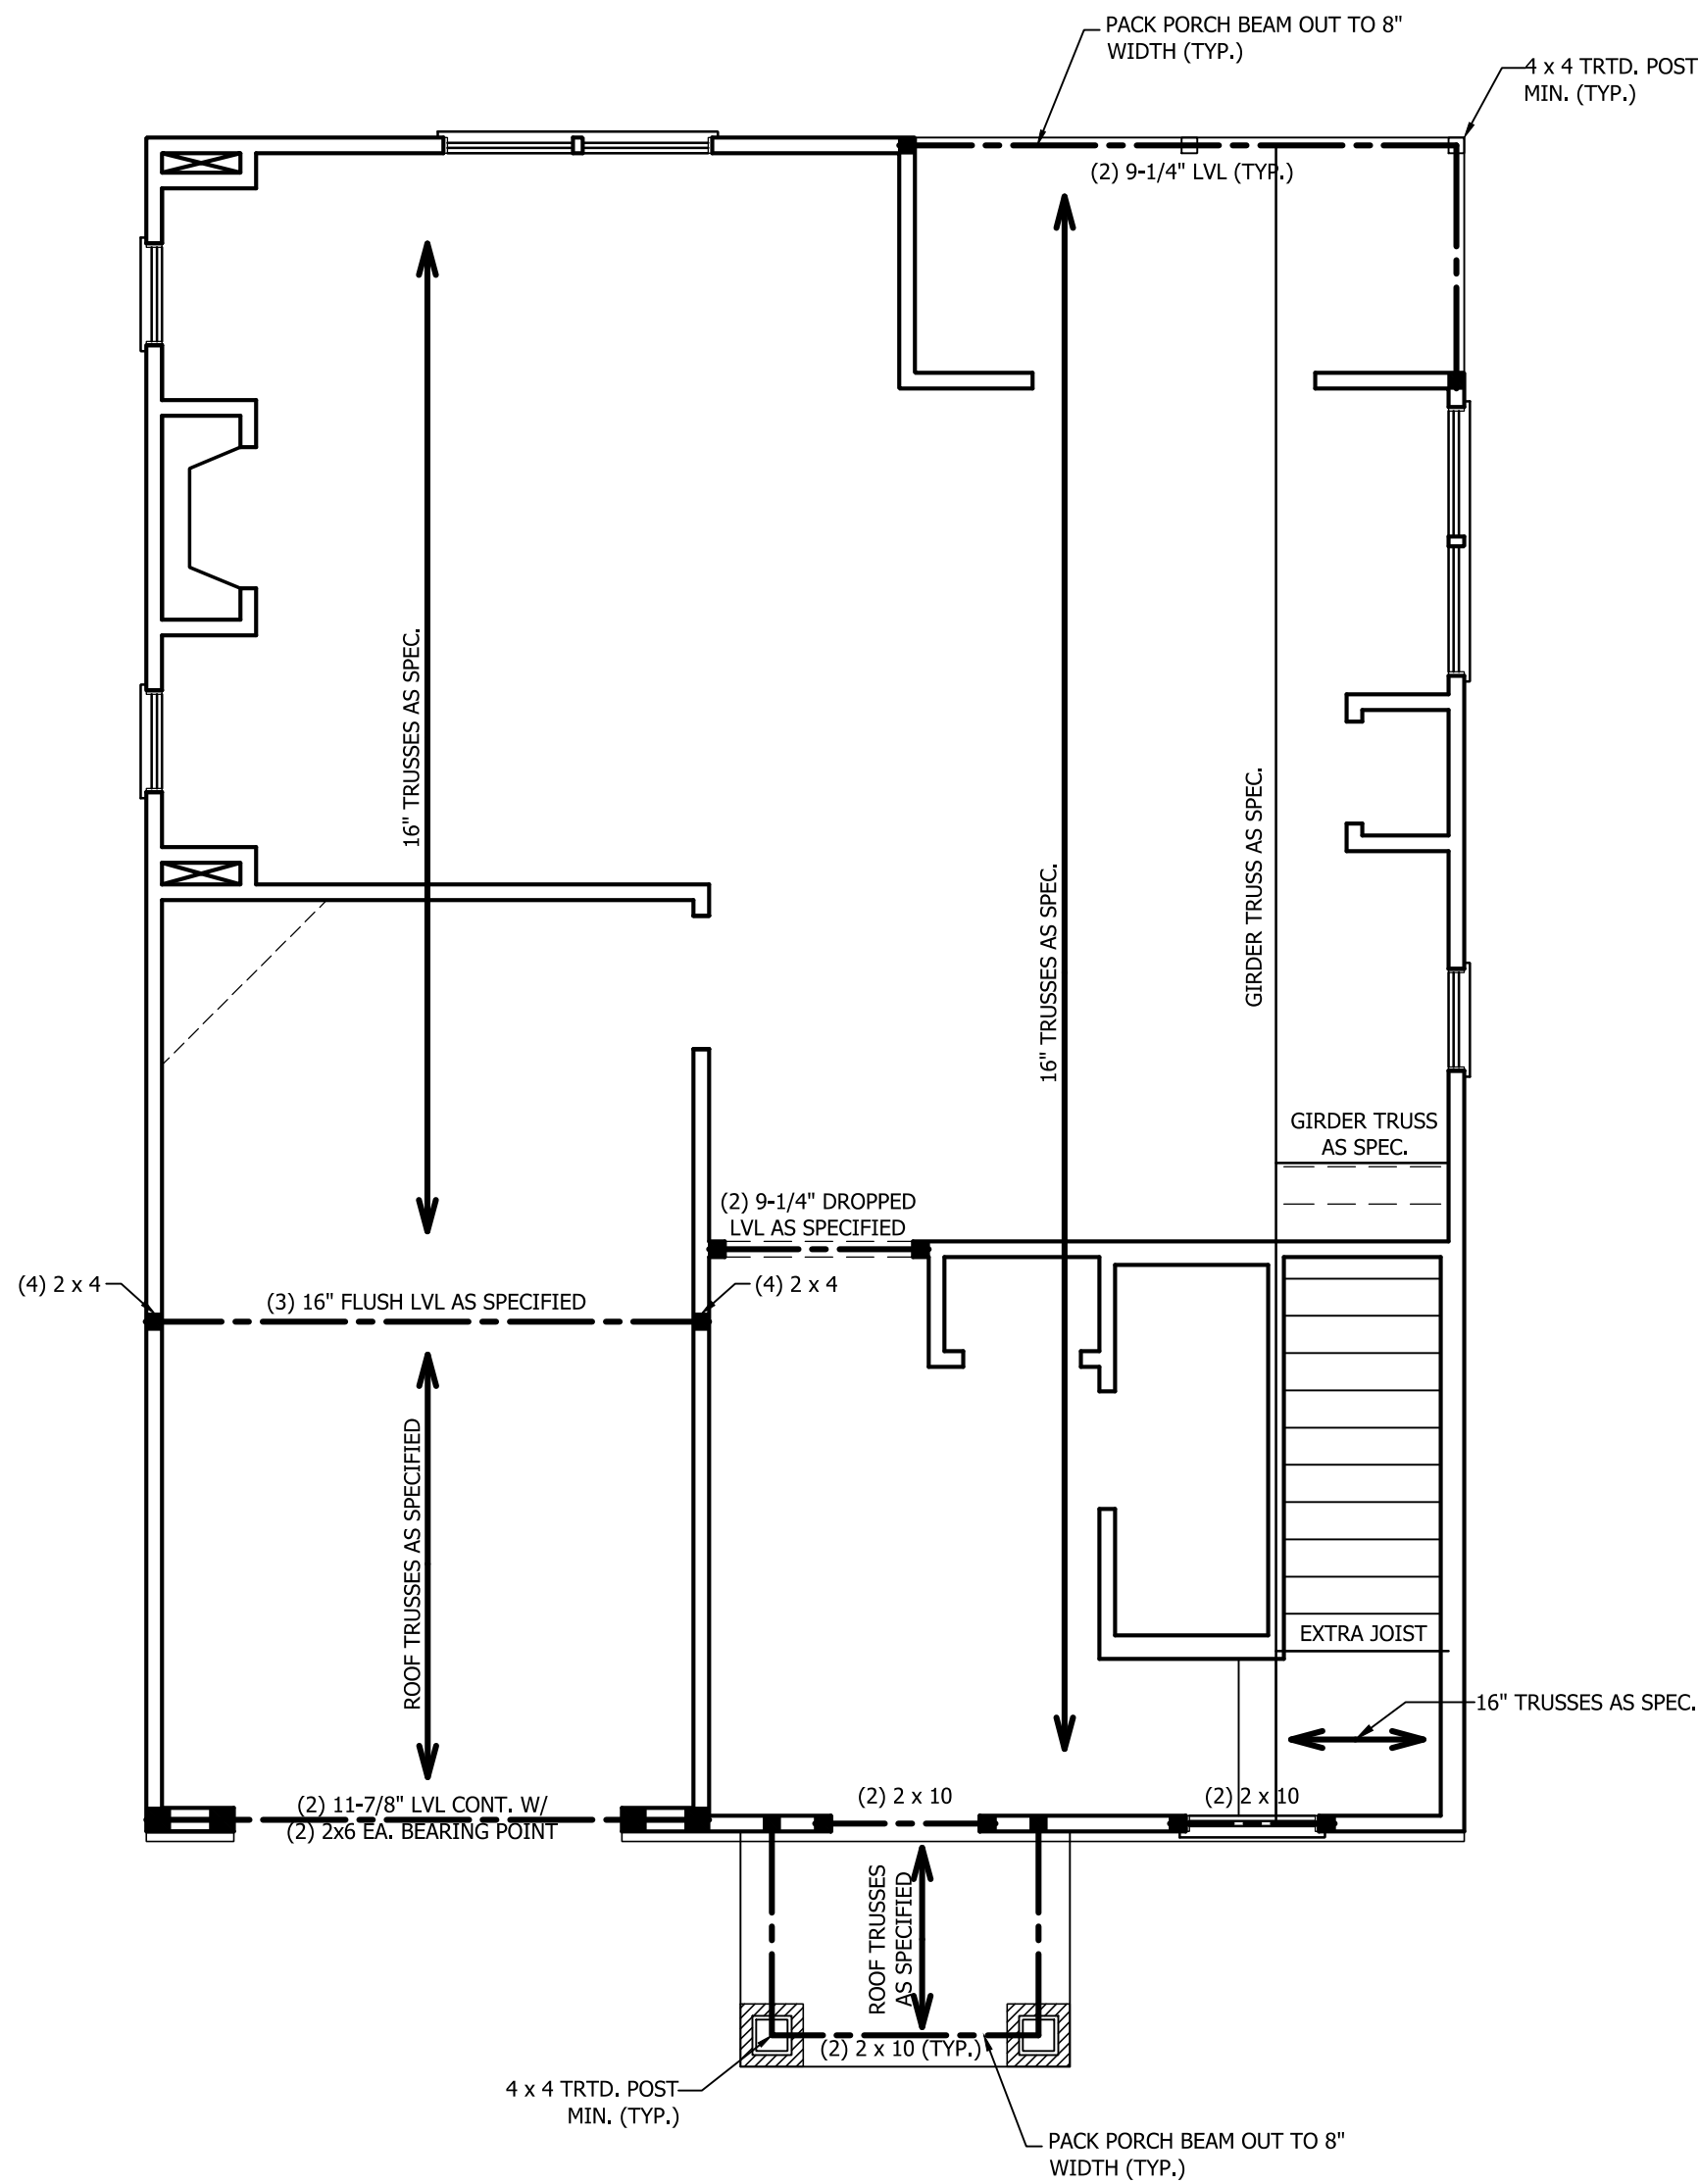 PACK PORCH BEAM OUT TO 8"
WIDTH (TYP.)
4 x 4 TRTD. POST
MIN. (TYP.)
(2) 9-1/4" LVL (TYP.)
16" TRUSSES AS SPEC.
GIRDER TRUSS AS SPEC.
16" TRUSSES AS SPEC.
GIRDER TRUSS
AS SPEC.
(2) 9-1/4" DROPPED
LVL AS SPECIFIED
(4) 2 x 4
(3) 16" FLUSH LVL AS SPECIFIED
(4) 2 x 4
ROOF TRUSSES AS SPECIFIED
EXTRA JOIST
16" TRUSSES AS SPEC.
(2) 11-7/8" LVL CONT. W/
(2) 2x6 EA. BEARING POINT
(2) 2 x 10
(2) 2 x 10
ROOF TRUSSES
AS SPECIFIED
(2) 2 x 10 (TYP.)
4 x 4 TRTD. POST
MIN. (TYP.)
PACK PORCH BEAM OUT TO 8"
WIDTH (TYP.)